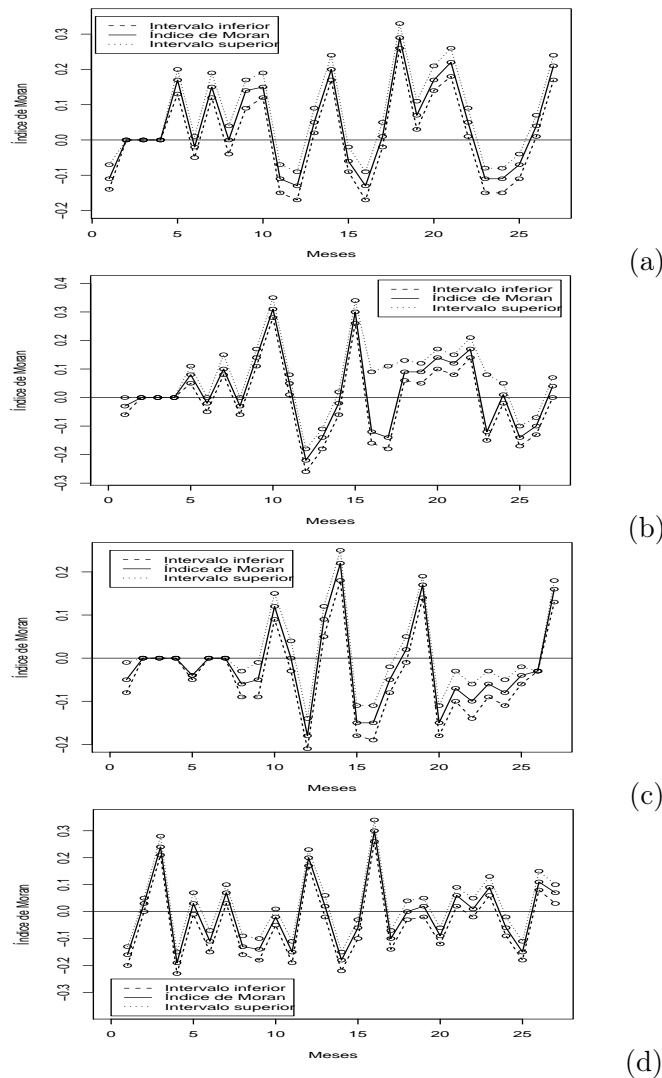 Intervalo inferior
Índice de Moran
Intervalo superior
Índice de Moran
0.3
0.2
0.1
0.0
-0.1
-0.2
0
5
10
15
20
25
Meses
(a)
Intervalo inferior
Índice de Moran
Intervalo superior
Índice de Moran
0.4
0.3
0.2
0.1
0.0
-0.1
-0.2
-0.3
0
5
10
15
20
25
Meses
(b)
Intervalo inferior
Índice de Moran
Intervalo superior
Índice de Moran
0.2
0.1
0.0
-0.1
-0.2
0
5
10
15
20
25
Meses
(c)
Índice de Moran
0.3
0.2
0.1
0.0
-0.1
-0.2
-0.3
Intervalo inferior
Índice de Moran
Intervalo superior
0
5
10
15
20
25
Meses
(d)